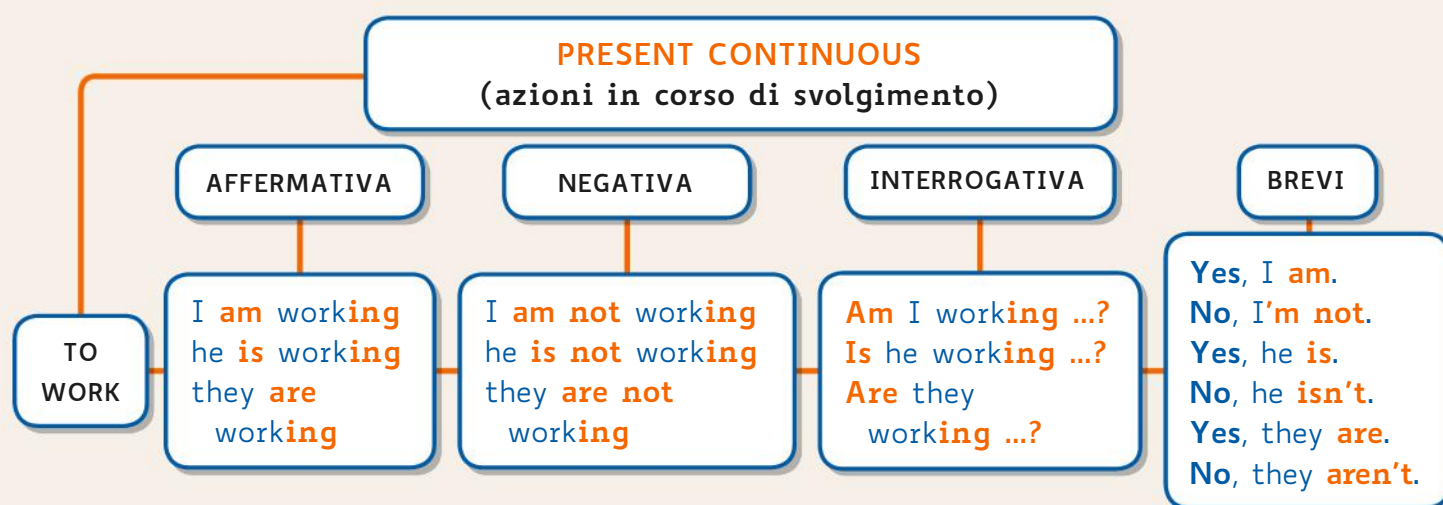 PRESENT CONTINUOUS
(azioni in corso di svolgimento)
AFFERMATIVA
NEGATIVA
INTERROGATIVA
BREVI
TO
WORK
I am working
he is working
they are
working
I am not working
he is not working
they are not
working
Am I working ...?
Is he working ...?
Are they
working ...?
Yes, I am.
No, I'm not.
Yes, he is.
No, he isn't.
Yes, they are.
No, they aren't.